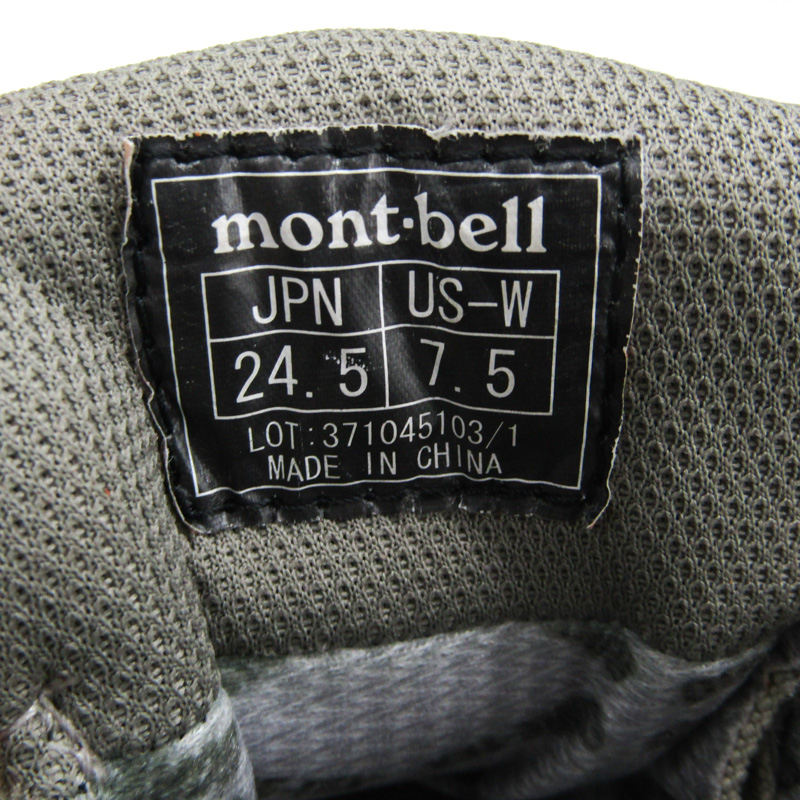 mont·bell
JPN US-W
24.5 7.5
LOT:371045103/1
MADE IN CHINA